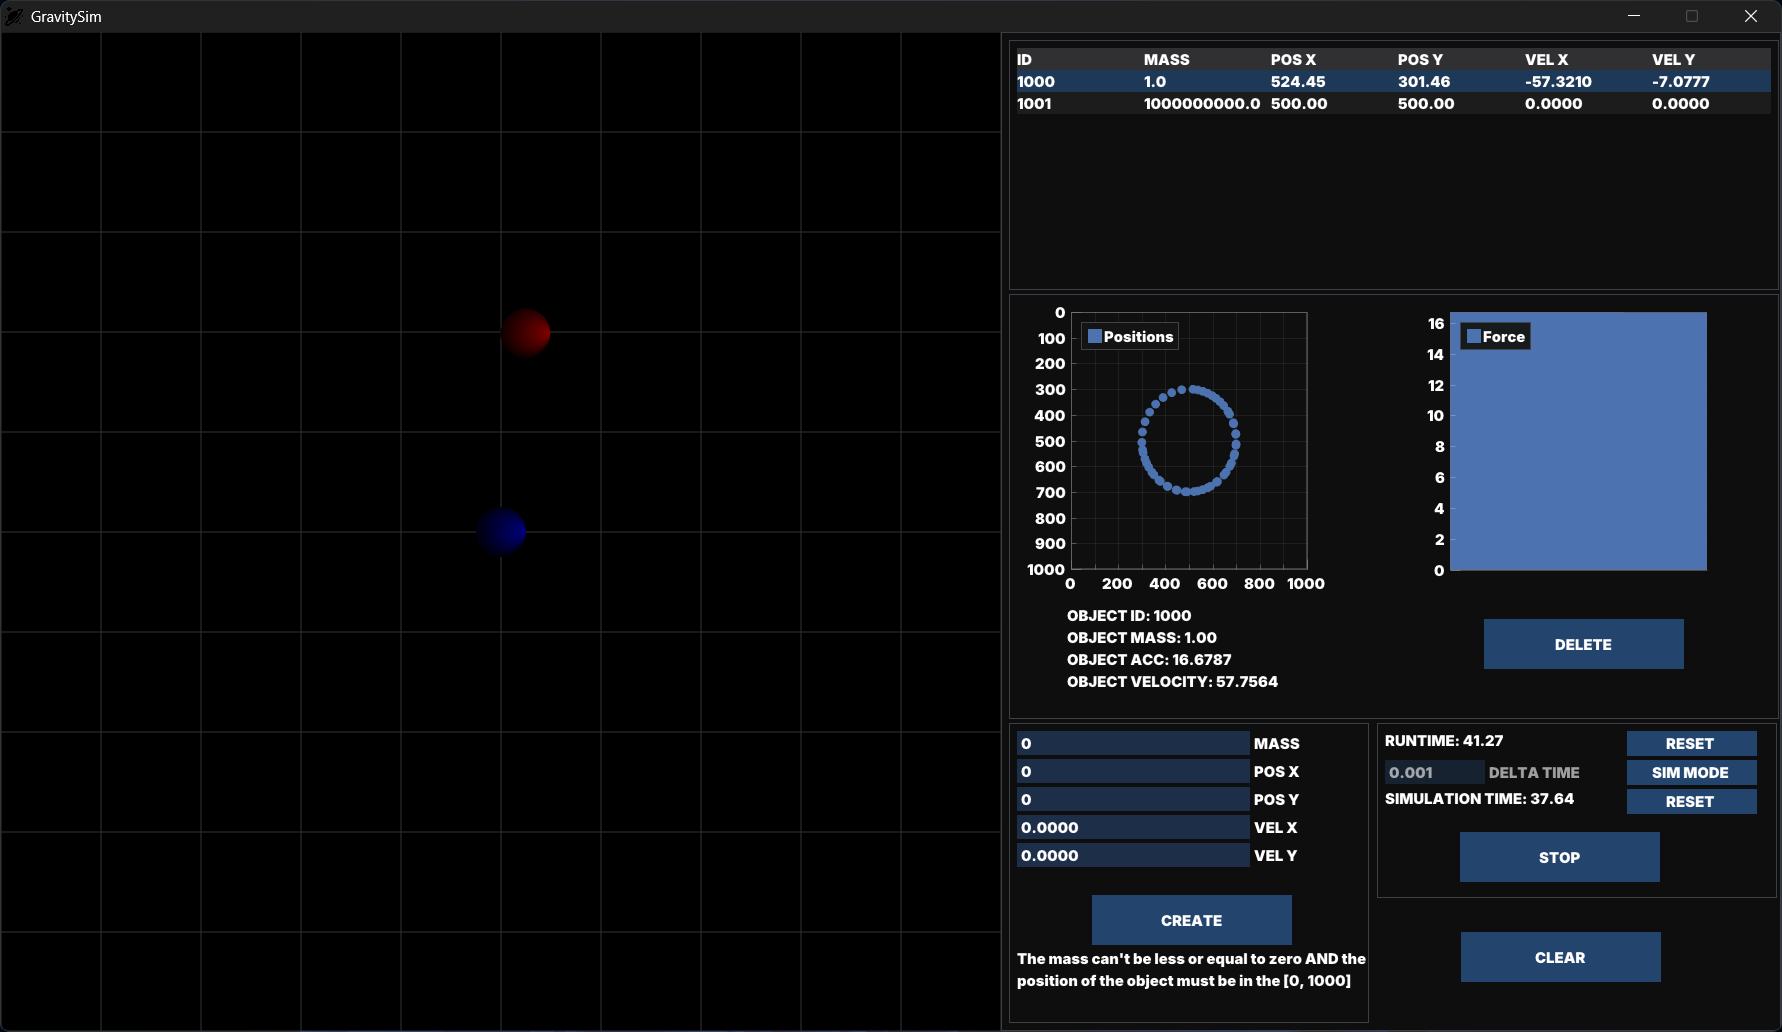 GravitySim
ID MASS POS X POS Y VEL X VEL Y
1000 1.0 524.45 301.46 -57.3210 -7.0777
1001 1000000000.0 500.00 500.00 0.0000 0.0000
Positions
0
100
200
300
400
500
600
700
800
900
1000
0 200 400 600 800 1000
Force
16
14
12
10
8
6
4
2
0
OBJECT ID: 1000
OBJECT MASS: 1.00
OBJECT ACC: 16.6787
OBJECT VELOCITY: 57.7564
DELETE
0 MASS
0 POS X
0 POS Y
0.0000 VEL X
0.0000 VEL Y
CREATE
The mass can't be less or equal to zero AND the
position of the object must be in the [0, 1000]
RUNTIME: 41.27 RESET
0.001 DELTA TIME SIM MODE
SIMULATION TIME: 37.64 RESET
STOP
CLEAR